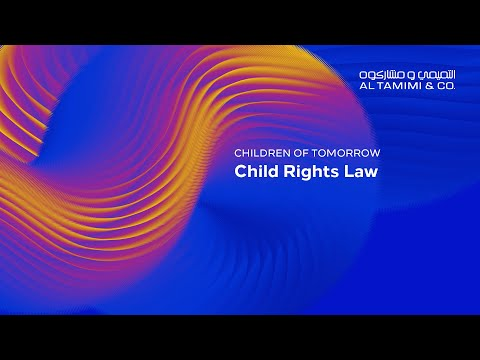 التميمي و مشاركوه
AL TAMIMI & CO.
CHILDREN OF TOMORROW
Child Rights Law